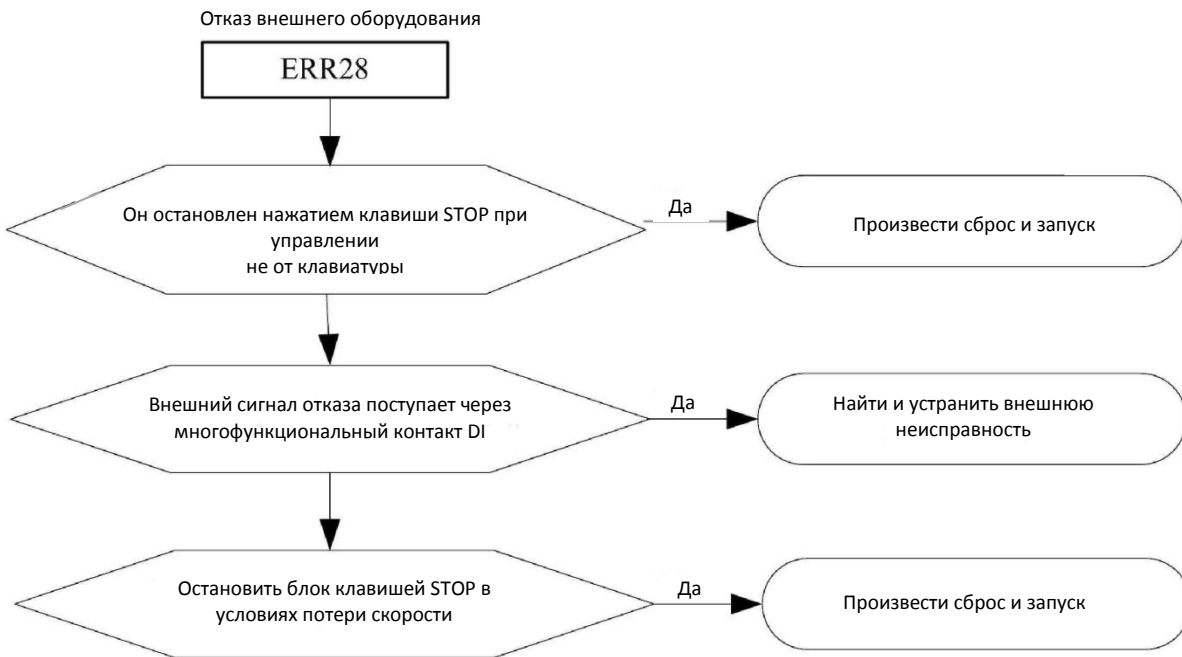 Отказ внешнего оборудования
ERR28
Он остановлен нажатием клавиши STOP при
управлении
не от клавиатуры
Да
Произвести сброс и запуск
Внешний сигнал отказа поступает через
многофункциональный контакт DI
Да
Найти и устранить внешнюю
неисправность
Остановить блок клавишей STOP в
условиях потери скорости
Да
Произвести сброс и запуск